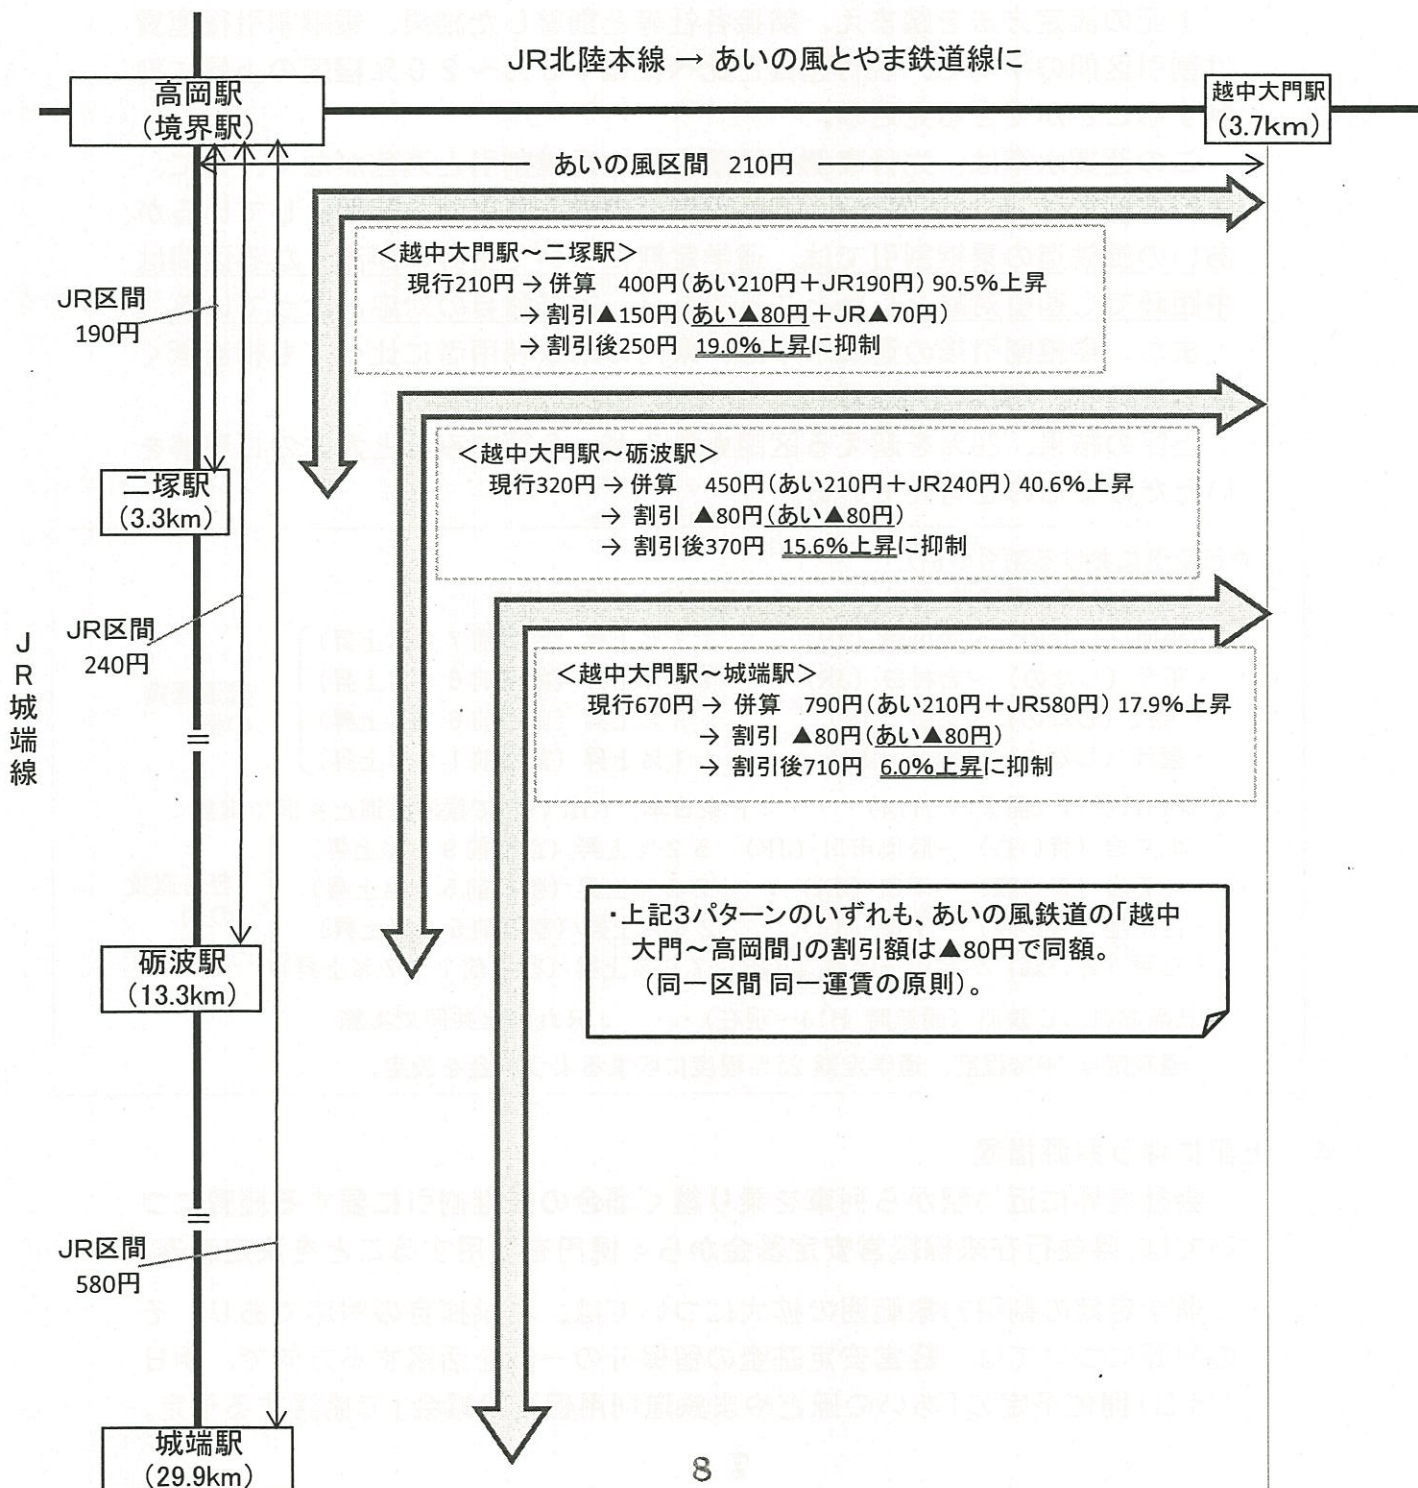 JR北陸本線 → あいの風とやま鉄道線に
高岡駅
(境界駅)
越中大門駅
(3.7km)
あいの風区間 210円
<越中大門駅～二塚駅>
現行210円 → 併算 400円(あい210円+JR190円) 90.5%上昇
→ 割引▲150円(あい▲80円+JR▲70円)
→ 割引後250円 19.0%上昇に抑制
JR区間
190円
<越中大門駅～砺波駅>
現行320円 → 併算 450円(あい210円+JR240円) 40.6%上昇
→ 割引 ▲80円(あい▲80円)
→ 割引後370円 15.6%上昇に抑制
二塚駅
(3.3km)
JR区間
240円
JR城端線
<越中大門駅～城端駅>
現行670円 → 併算 790円(あい210円+JR580円) 17.9%上昇
→ 割引 ▲80円(あい▲80円)
→ 割引後710円 6.0%上昇に抑制
・上記3パターンのいずれも、あいの風鉄道の「越中
大門～高岡間」の割引額は▲80円で同額。
(同一区間 同一運賃の原則)。
砺波駅
(13.3km)
JR区間
580円
城端駅
(29.9km)
8